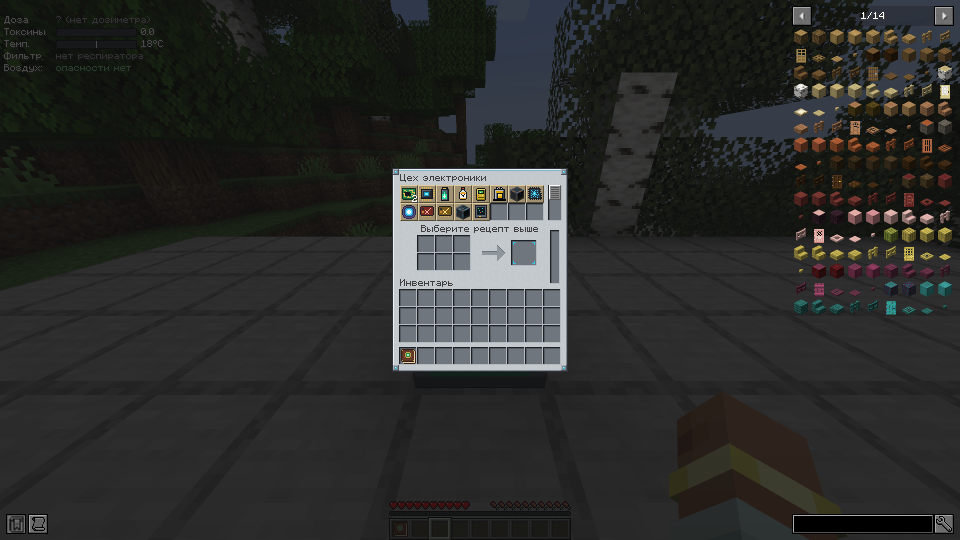 Доза ? (нет дозиметра)
Токсины 0.0
Темп. 18°C
Фильтр нет респиратора
Воздух: опасности нет
1/14
Цех электроники
2
Выберите рецепт выше
Инвентарь